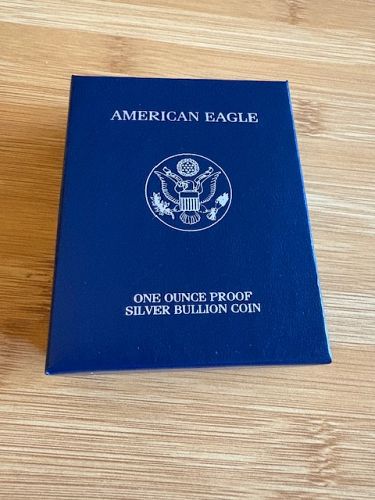 AMERICAN EAGLE
ONE OUNCE PROOF
SILVER BULLION COIN